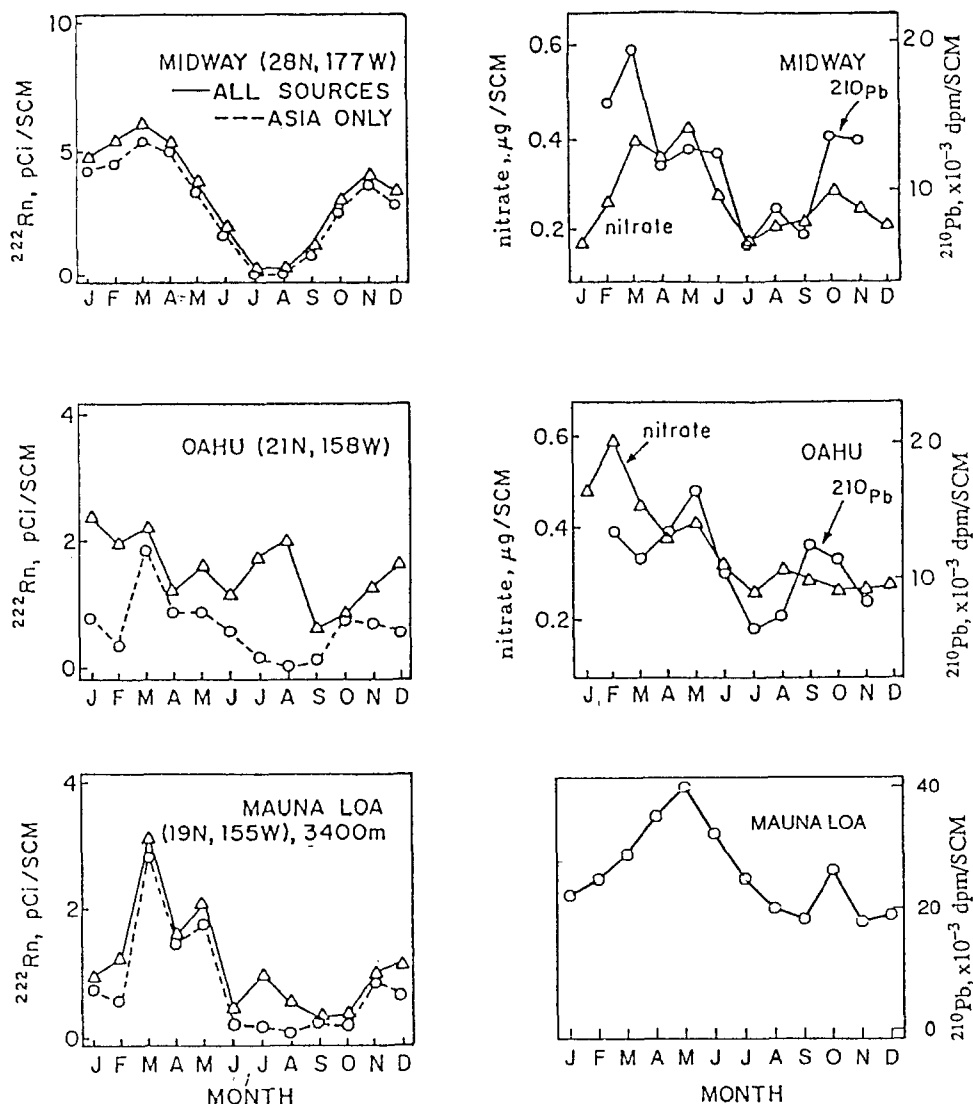 10
5
0
222Rn, pCi/SCM
MIDWAY (28N, 177W)
ALL SOURCES
ASIA ONLY
J F M A M J J A S O N D
0.6
0.4
0.2
nitrate, µg/SCM
MIDWAY
210Pb
nitrate
20
10
210Pb, x10-3 dpm/SCM
J F M A M J J A S O N D
4
2
0
222Rn, pCi/SCM
OAHU (21N, 158W)
J F M A M J J A S O N D
0.6
0.4
0.2
nitrate, µg/SCM
nitrate
OAHU
210Pb
20
10
210Pb, x10-3 dpm/SCM
J F M A M J J A S O N D
4
2
0
222Rn, pCi/SCM
MAUNA LOA
(19N, 155W), 3400m
J F M A M J J A S O N D
MONTH
MAUNA LOA
40
20
0
210Pb, x10-3 dpm/SCM
J F M A M J J A S O N D
MONTH